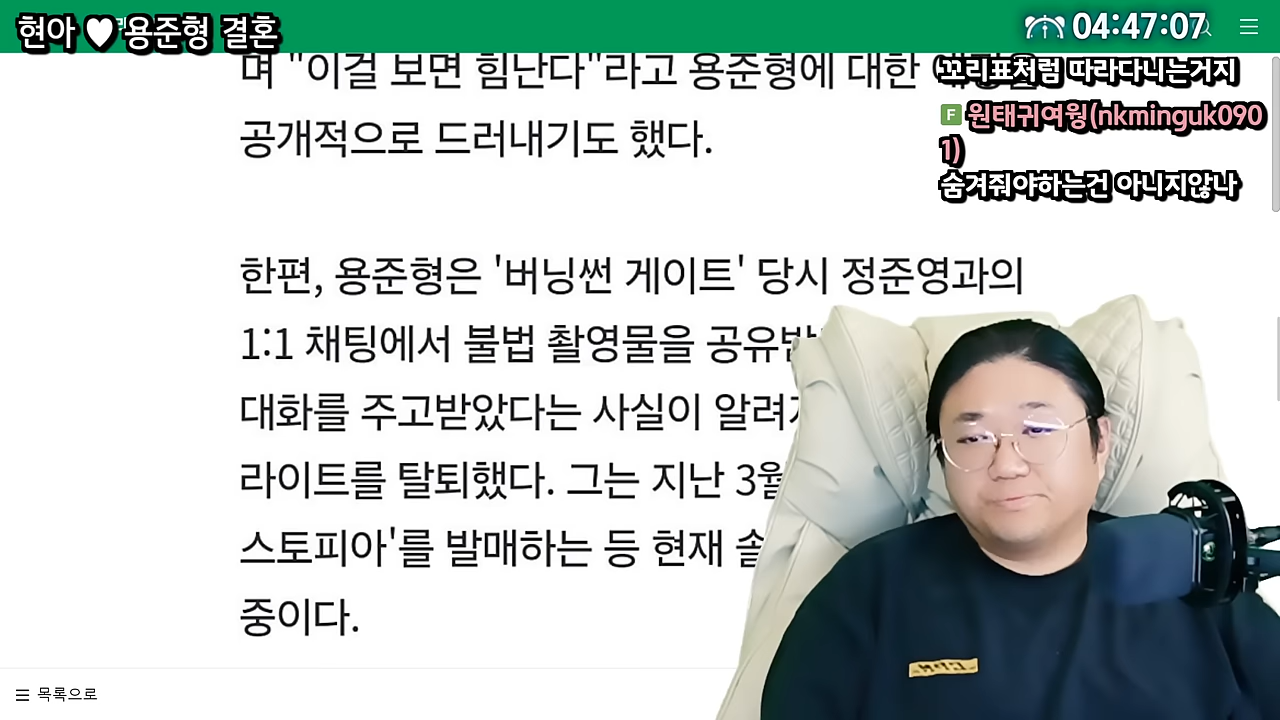 현아 ♥ 용준형 결혼
04:47:07
며 "이걸 보면 힘난다"라고 용준형에 대한
공개적으로 드러내기도 했다.
한편, 용준형은 '버닝썬 게이트' 당시 정준영과의
1:1 채팅에서 불법 촬영물을 공유
대화를 주고받았다는 사실이
라이트를 탈퇴했다. 그는 지난 3월
스토피아'를 발매하는 등 현재
중이다.
꼬리표처럼 따라다니는거지
F 원태귀여웡(nkminguk090
1)
숨겨줘야하는건 아니지않나
목록으로